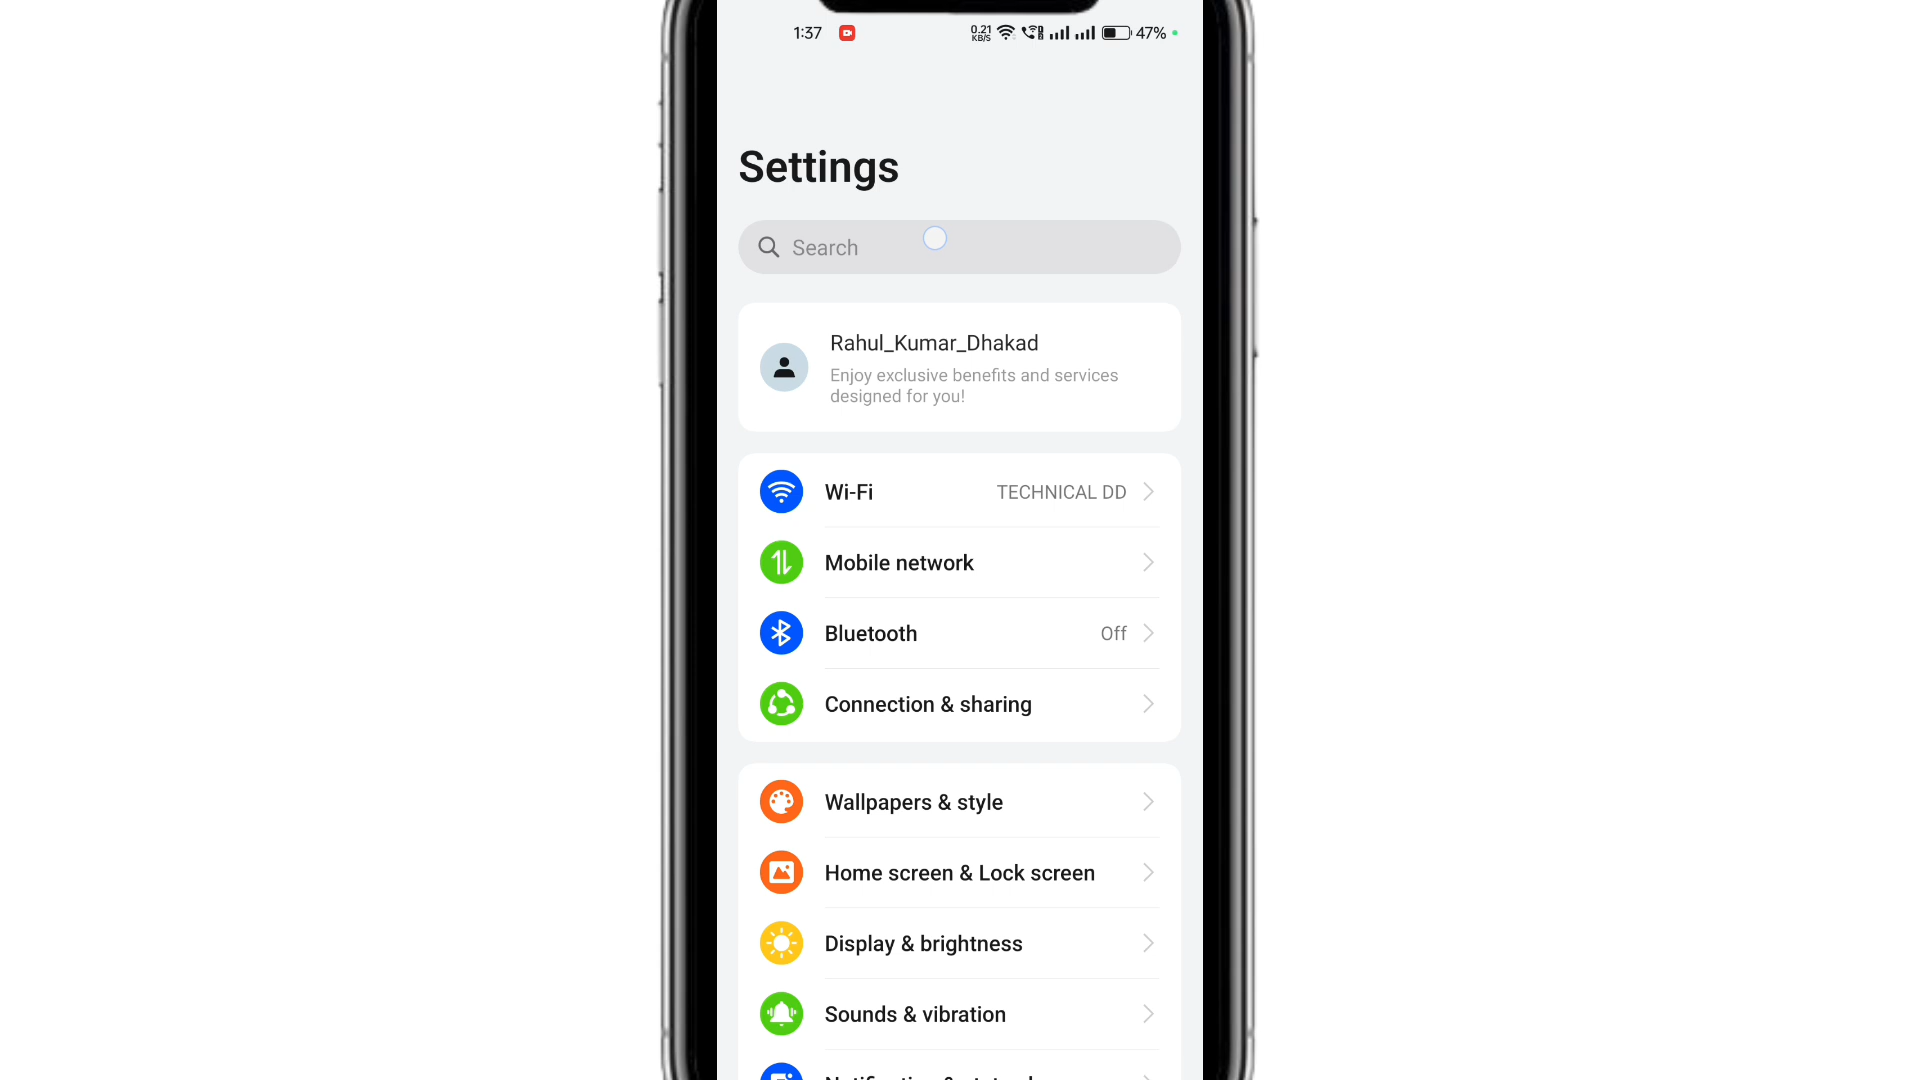 1:37 0.21 KB/S 47%
Settings
Search
Rahul_Kumar_Dhakad
Enjoy exclusive benefits and services
designed for you!
Wi-Fi TECHNICAL DD
Mobile network
Bluetooth Off
Connection & sharing
Wallpapers & style
Home screen & Lock screen
Display & brightness
Sounds & vibration